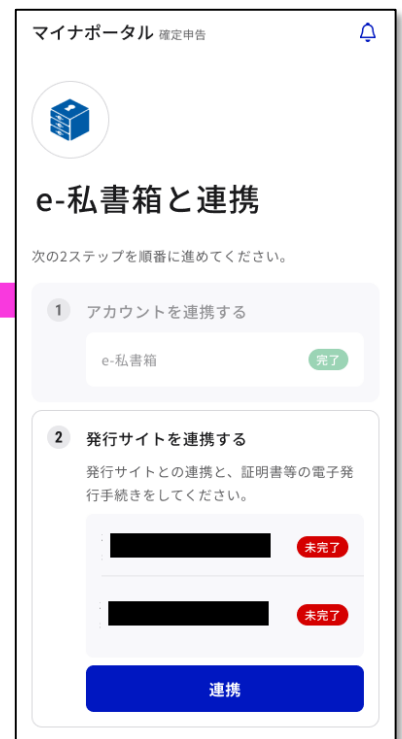 マイナポータル 確定申告
e-私書箱と連携
次の2ステップを順番に進めてください。
1 アカウントを連携する
e-私書箱 完了
2 発行サイトを連携する
発行サイトとの連携と、証明書等の電子発
行手続きをしてください。
未完了
未完了
連携